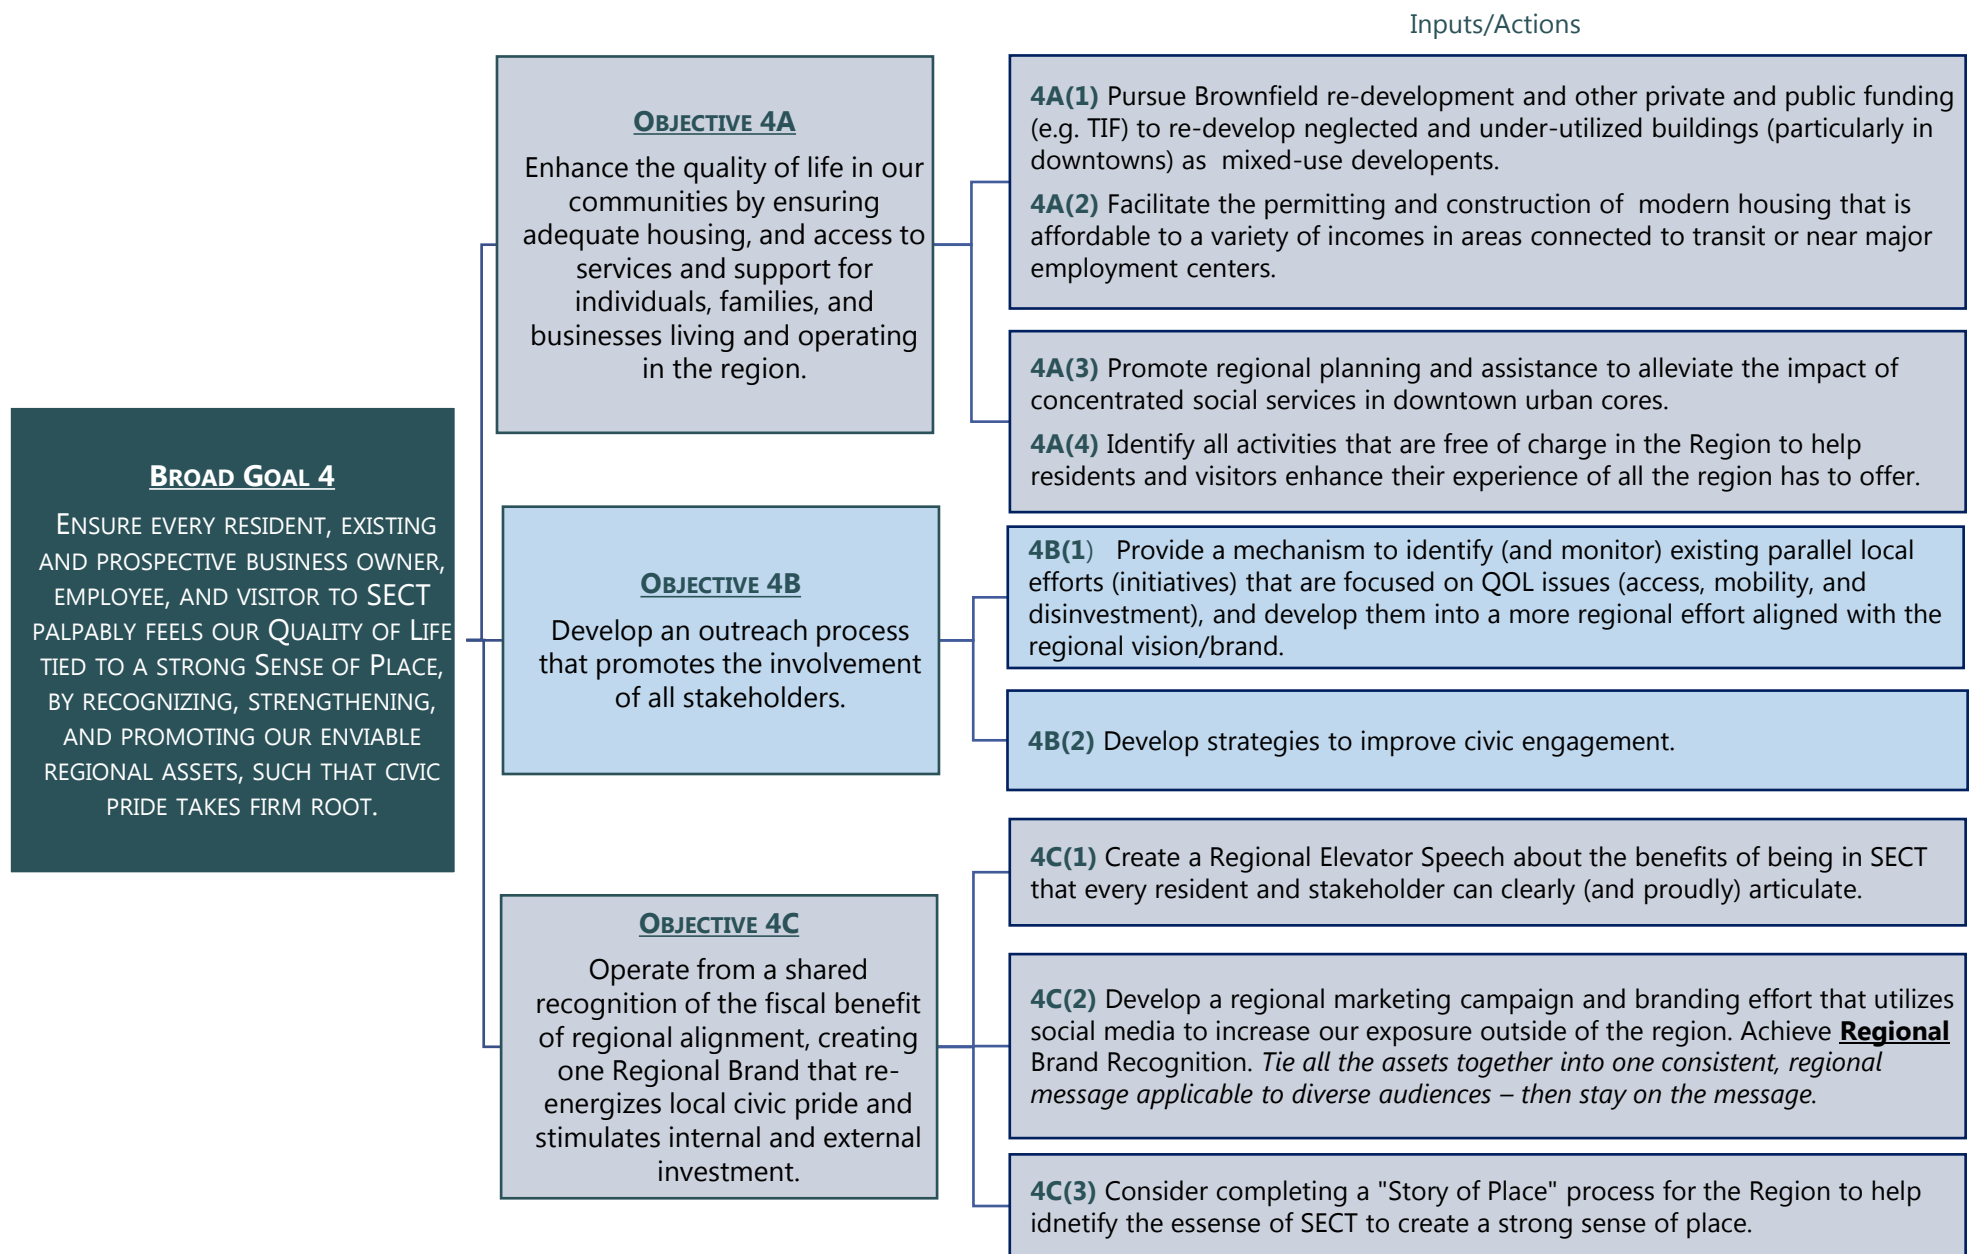 Inputs/Actions
BROAD GOAL 4
ENSURE EVERY RESIDENT, EXISTING
AND PROSPECTIVE BUSINESS OWNER,
EMPLOYEE, AND VISITOR TO SECT
PALPABLY FEELS OUR QUALITY OF LIFE
TIED TO A STRONG SENSE OF PLACE,
BY RECOGNIZING, STRENGTHENING,
AND PROMOTING OUR ENVIABLE
REGIONAL ASSETS, SUCH THAT CIVIC
PRIDE TAKES FIRM ROOT.
OBJECTIVE 4A
Enhance the quality of life in our
communities by ensuring
adequate housing, and access to
services and support for
individuals, families, and
businesses living and operating
in the region.
4A(1) Pursue Brownfield re-development and other private and public funding
(e.g. TIF) to re-develop neglected and under-utilized buildings (particularly in
downtowns) as mixed-use developents.
4A(2) Facilitate the permitting and construction of modern housing that is
affordable to a variety of incomes in areas connected to transit or near major
employment centers.
4A(3) Promote regional planning and assistance to alleviate the impact of
concentrated social services in downtown urban cores.
4A(4) Identify all activities that are free of charge in the Region to help
residents and visitors enhance their experience of all the region has to offer.
OBJECTIVE 4B
Develop an outreach process
that promotes the involvement
of all stakeholders.
4B(1) Provide a mechanism to identify (and monitor) existing parallel local
efforts (initiatives) that are focused on QOL issues (access, mobility, and
disinvestment), and develop them into a more regional effort aligned with the
regional vision/brand.
4B(2) Develop strategies to improve civic engagement.
OBJECTIVE 4C
Operate from a shared
recognition of the fiscal benefit
of regional alignment, creating
one Regional Brand that re-
energizes local civic pride and
stimulates internal and external
investment.
4C(1) Create a Regional Elevator Speech about the benefits of being in SECT
that every resident and stakeholder can clearly (and proudly) articulate.
4C(2) Develop a regional marketing campaign and branding effort that utilizes
social media to increase our exposure outside of the region. Achieve Regional
Brand Recognition. Tie all the assets together into one consistent, regional
message applicable to diverse audiences – then stay on the message.
4C(3) Consider completing a "Story of Place" process for the Region to help
idnetify the essense of SECT to create a strong sense of place.